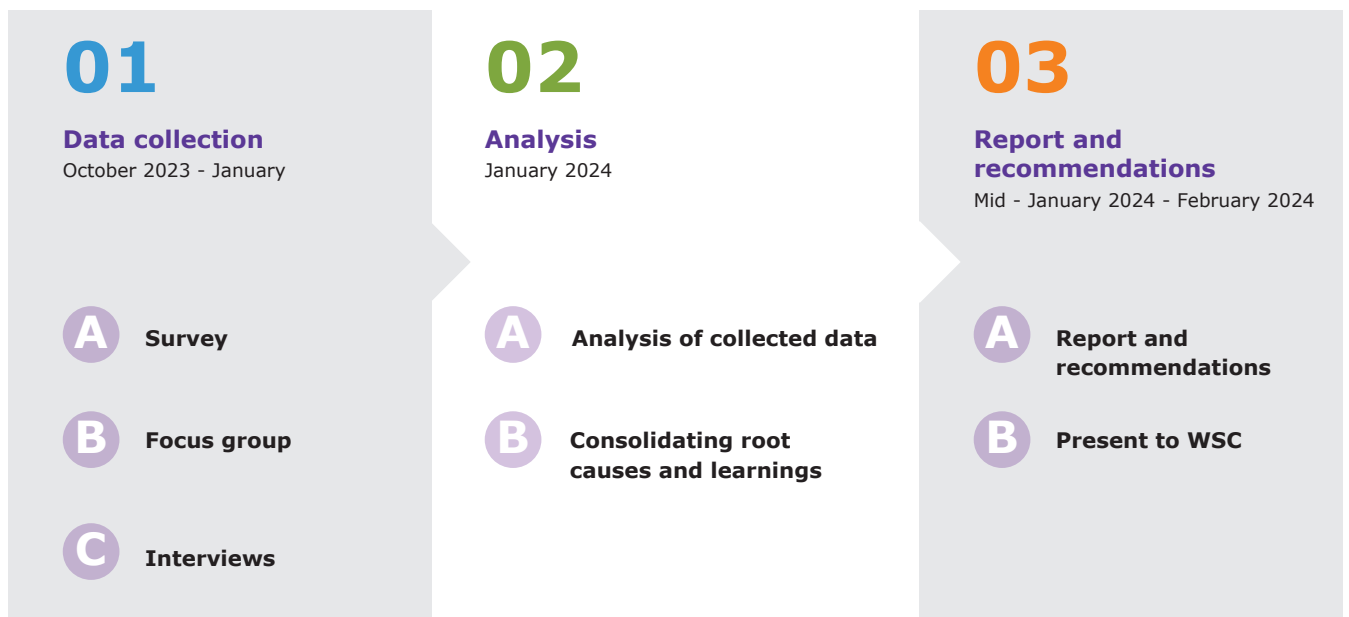 01
Data collection
October 2023 - January
A
Survey
B
Focus group
C
Interviews
02
Analysis
January 2024
A
Analysis of collected data
B
Consolidating root
causes and learnings
03
Report and
recommendations
Mid - January 2024 - February 2024
A
Report and
recommendations
B
Present to WSC